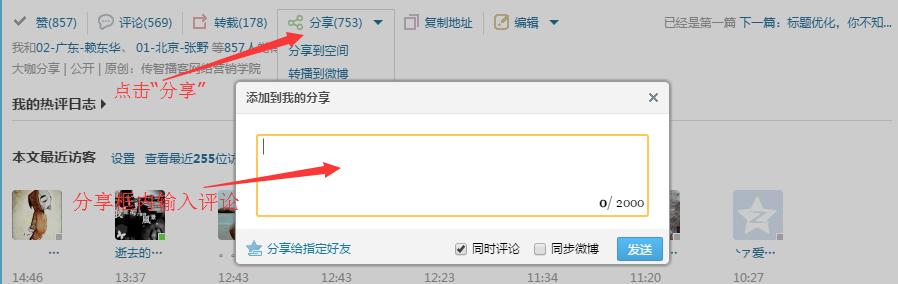 赞(857) 评论(569) 转载(178) 分享(753) 复制地址 编辑 已经是第一篇 下一篇：标题优化，你不知...
我和02-广东-赖东华、01-北京-张野 等857人
分享到空间
大咖分享 | 公开 | 原创：传智播客网络营销学院
转播到微博
点击“分享”
我的热评日志
添加到我的分享
本文最近访客 设置 查看最近255位访
0/ 2000
分享框内输入评论
分享给指定好友 同时评论 同步微博 发送
... 逝去的... ... ヽア爱...
14:46 13:37 12:43 12:43 12:23 11:34 11:20 10:27